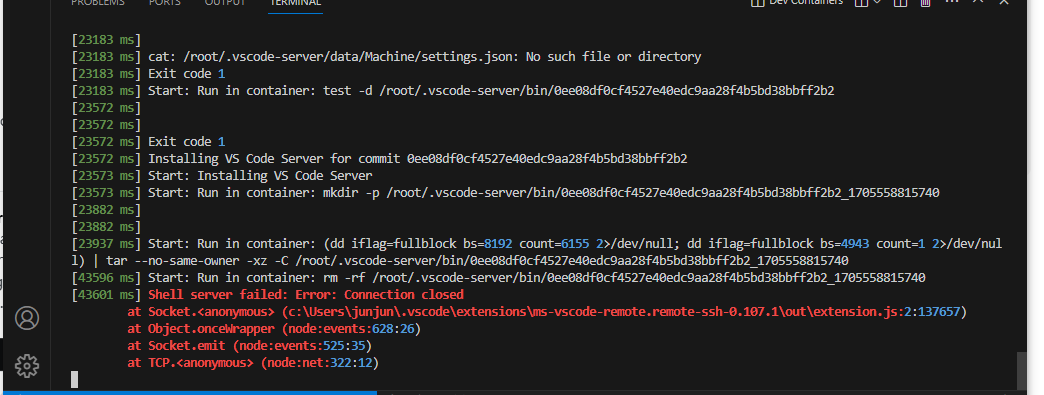 PROBLEMS PORTS OUTPUT TERMINAL Dev Containers
[23183 ms]
[23183 ms] cat: /root/.vscode-server/data/Machine/settings.json: No such file or directory
[23183 ms] Exit code 1
[23183 ms] Start: Run in container: test -d /root/.vscode-server/bin/0ee08df0cf4527e40edc9aa28f4b5bd38bbff2b2
[23572 ms]
[23572 ms]
[23572 ms] Exit code 1
[23572 ms] Installing VS Code Server for commit 0ee08df0cf4527e40edc9aa28f4b5bd38bbff2b2
[23573 ms] Start: Installing VS Code Server
[23573 ms] Start: Run in container: mkdir -p /root/.vscode-server/bin/0ee08df0cf4527e40edc9aa28f4b5bd38bbff2b2_1705558815740
[23882 ms]
[23882 ms]
[23937 ms] Start: Run in container: (dd iflag=fullblock bs=8192 count=6155 2>/dev/null; dd iflag=fullblock bs=4943 count=1 2>/dev/nul
l) | tar --no-same-owner -xz -C /root/.vscode-server/bin/0ee08df0cf4527e40edc9aa28f4b5bd38bbff2b2_1705558815740
[43596 ms] Start: Run in container: rm -rf /root/.vscode-server/bin/0ee08df0cf4527e40edc9aa28f4b5bd38bbff2b2_1705558815740
[43601 ms] Shell server failed: Error: Connection closed
at Socket.<anonymous> (c:\Users\junjun\.vscode\extensions\ms-vscode-remote.remote-ssh-0.107.1\out\extension.js:2:137657)
at Object.onceWrapper (node:events:628:26)
at Socket.emit (node:events:525:35)
at TCP.<anonymous> (node:net:322:12)